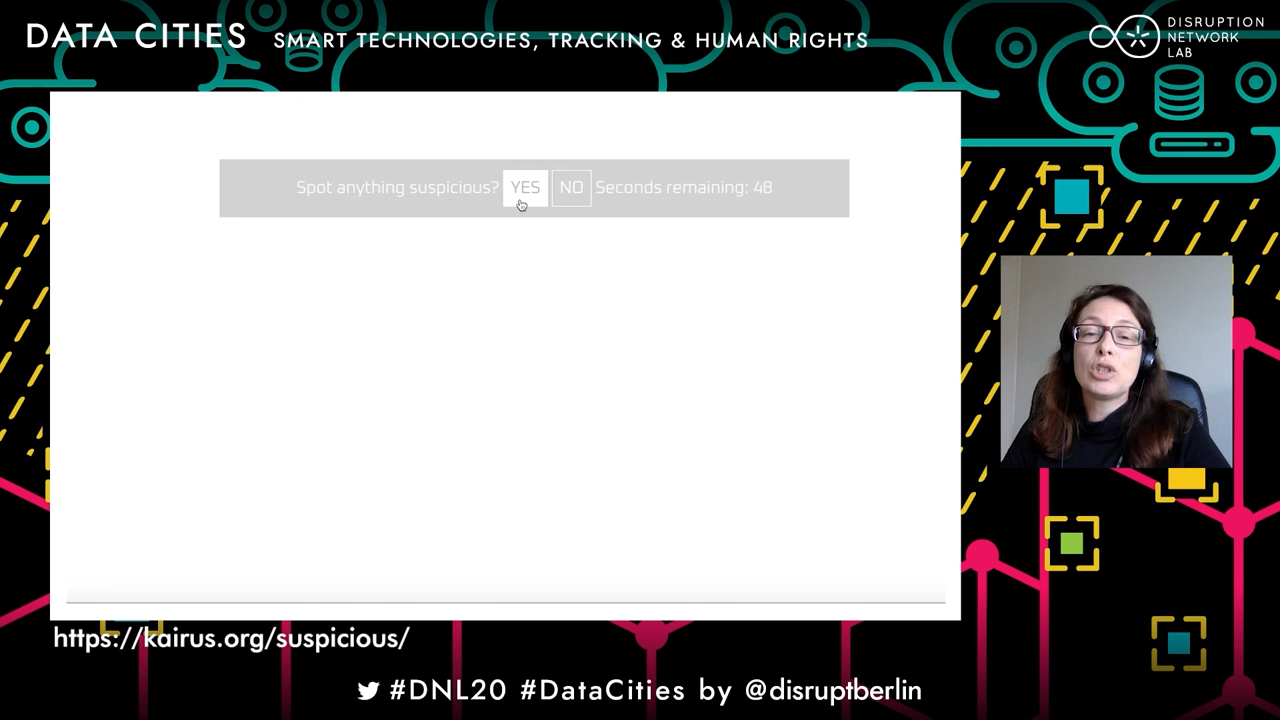 DATA CITIES SMART TECHNOLOGIES, TRACKING & HUMAN RIGHTS
DISRUPTION
NETWORK
LAB
Spot anything suspicious? YES NO Seconds remaining: 48
https://kairus.org/suspicious/
#DNL20 #DataCities by @disruptberlin